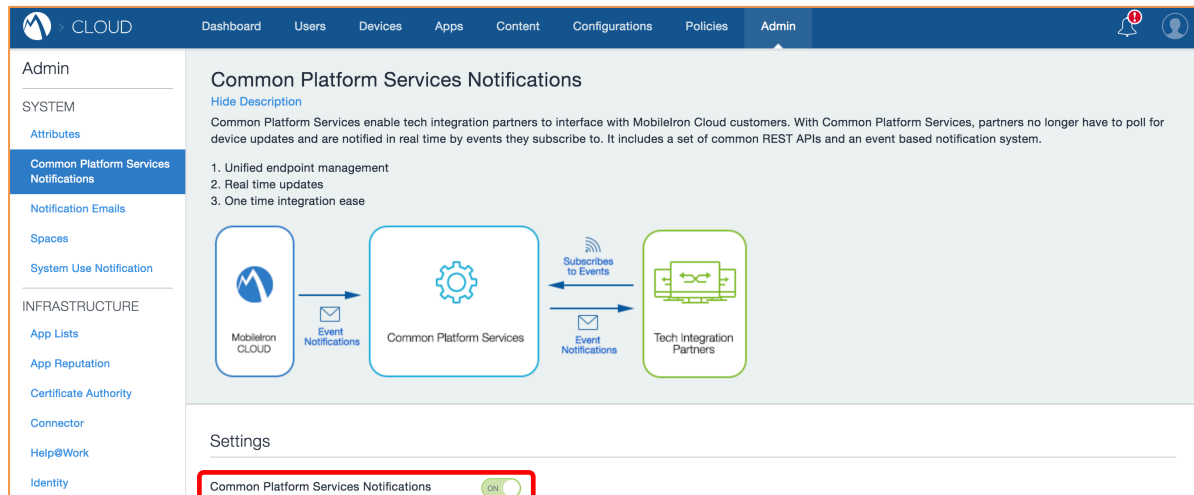 CLOUD
Dashboard Users Devices Apps Content Configurations Policies Admin
!
Admin
SYSTEM
Attributes
Common Platform Services
Notifications
Notification Emails
Spaces
System Use Notification
INFRASTRUCTURE
App Lists
App Reputation
Certificate Authority
Connector
Help@Work
Identity
Common Platform Services Notifications
Hide Description
Common Platform Services enable tech integration partners to interface with MobileIron Cloud customers. With Common Platform Services, partners no longer have to poll for
device updates and are notified in real time by events they subscribe to. It includes a set of common REST APIs and an event based notification system.
1. Unified endpoint management
2. Real time updates
3. One time integration ease
MobileIron
CLOUD
Event
Notifications
Common Platform Services
Subscribes
to Events
Event
Notifications
Tech Integration
Partners
Settings
Common Platform Services Notifications ON